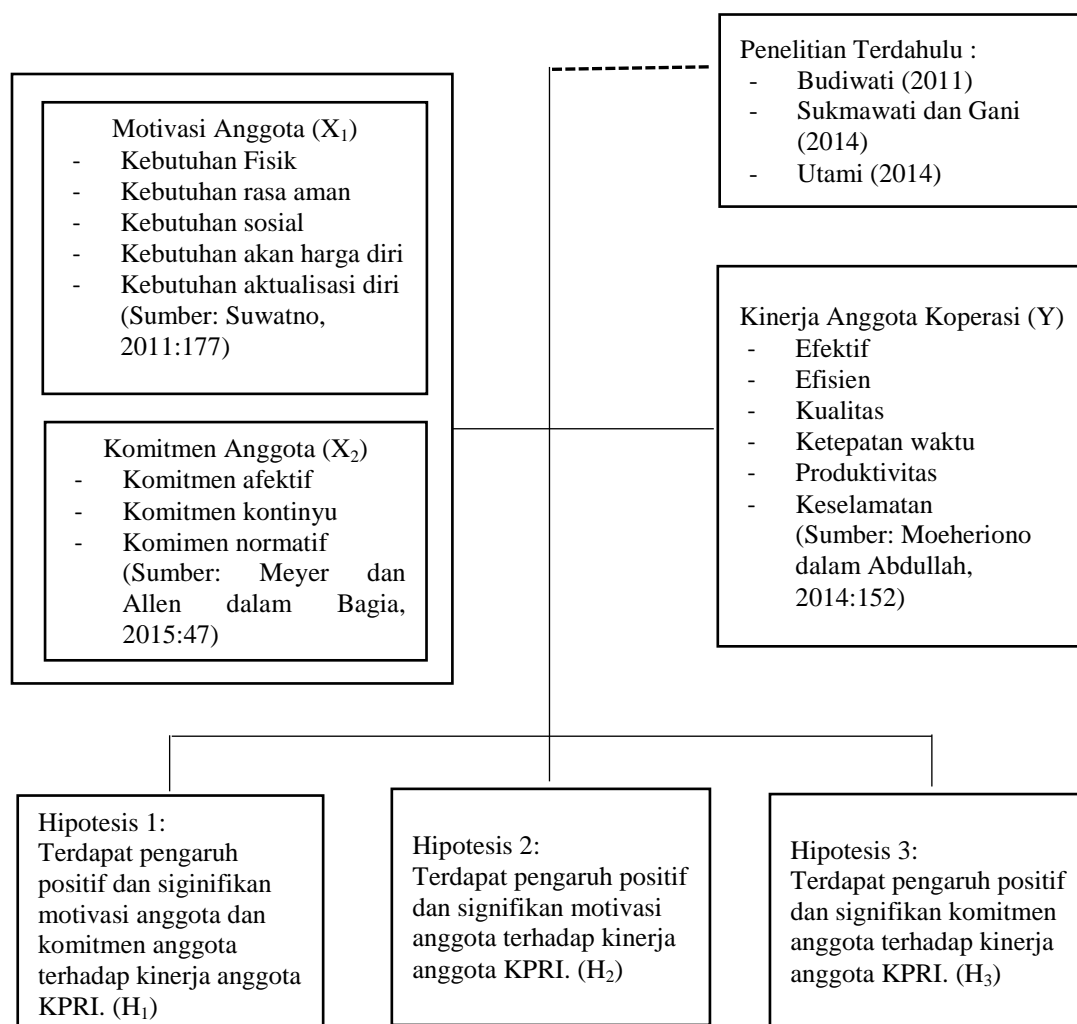 Penelitian Terdahulu :
- Budiwati (2011)
- Sukmawati dan Gani
(2014)
- Utami (2014)
Motivasi Anggota (X₁)
- Kebutuhan Fisik
- Kebutuhan rasa aman
- Kebutuhan sosial
- Kebutuhan akan harga diri
- Kebutuhan aktualisasi diri
(Sumber: Suwatno,
2011:177)
Komitmen Anggota (X₂)
- Komitmen afektif
- Komitmen kontinyu
- Komimen normatif
(Sumber: Meyer dan
Allen dalam Bagia,
2015:47)
Kinerja Anggota Koperasi (Y)
- Efektif
- Efisien
- Kualitas
- Ketepatan waktu
- Produktivitas
- Keselamatan
(Sumber: Moeheriono
dalam Abdullah,
2014:152)
Hipotesis 1:
Terdapat pengaruh
positif dan siginifikan
motivasi anggota dan
komitmen anggota
terhadap kinerja anggota
KPRI. (H₁)
Hipotesis 2:
Terdapat pengaruh positif
dan signifikan motivasi
anggota terhadap kinerja
anggota KPRI. (H₂)
Hipotesis 3:
Terdapat pengaruh positif
dan signifikan komitmen
anggota terhadap kinerja
anggota KPRI. (H₃)